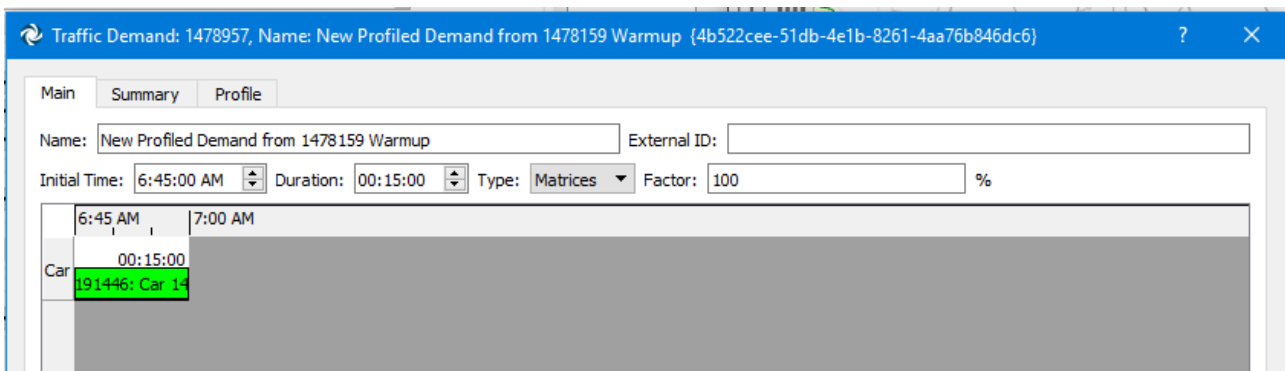 Traffic Demand: 1478957, Name: New Profiled Demand from 1478159 Warmup {4b522cee-51db-4e1b-8261-4aa76b846dc6} ?
Main Summary Profile
Name: New Profiled Demand from 1478159 Warmup External ID:
Initial Time: 6:45:00 AM Duration: 00:15:00 Type: Matrices Factor: 100 %
6:45 AM 7:00 AM
00:15:00
Car
191446: Car 14